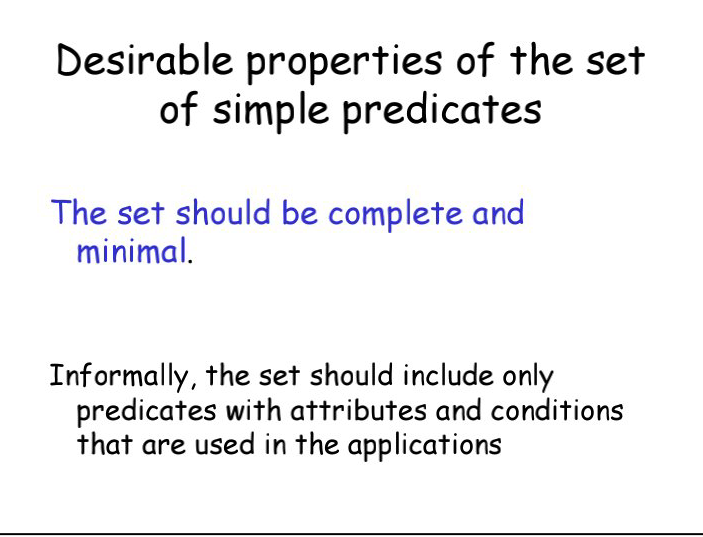 Desirable properties of the set
of simple predicates
The set should be complete and
minimal.
Informally, the set should include only
predicates with attributes and conditions
that are used in the applications